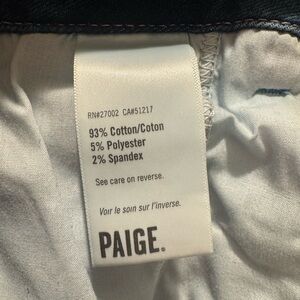 RN#27002 CA#51217
93% Cotton/Coton
5% Polyester
2% Spandex
See care on reverse.
Voir le soin sur l'inverse.
PAIGE.